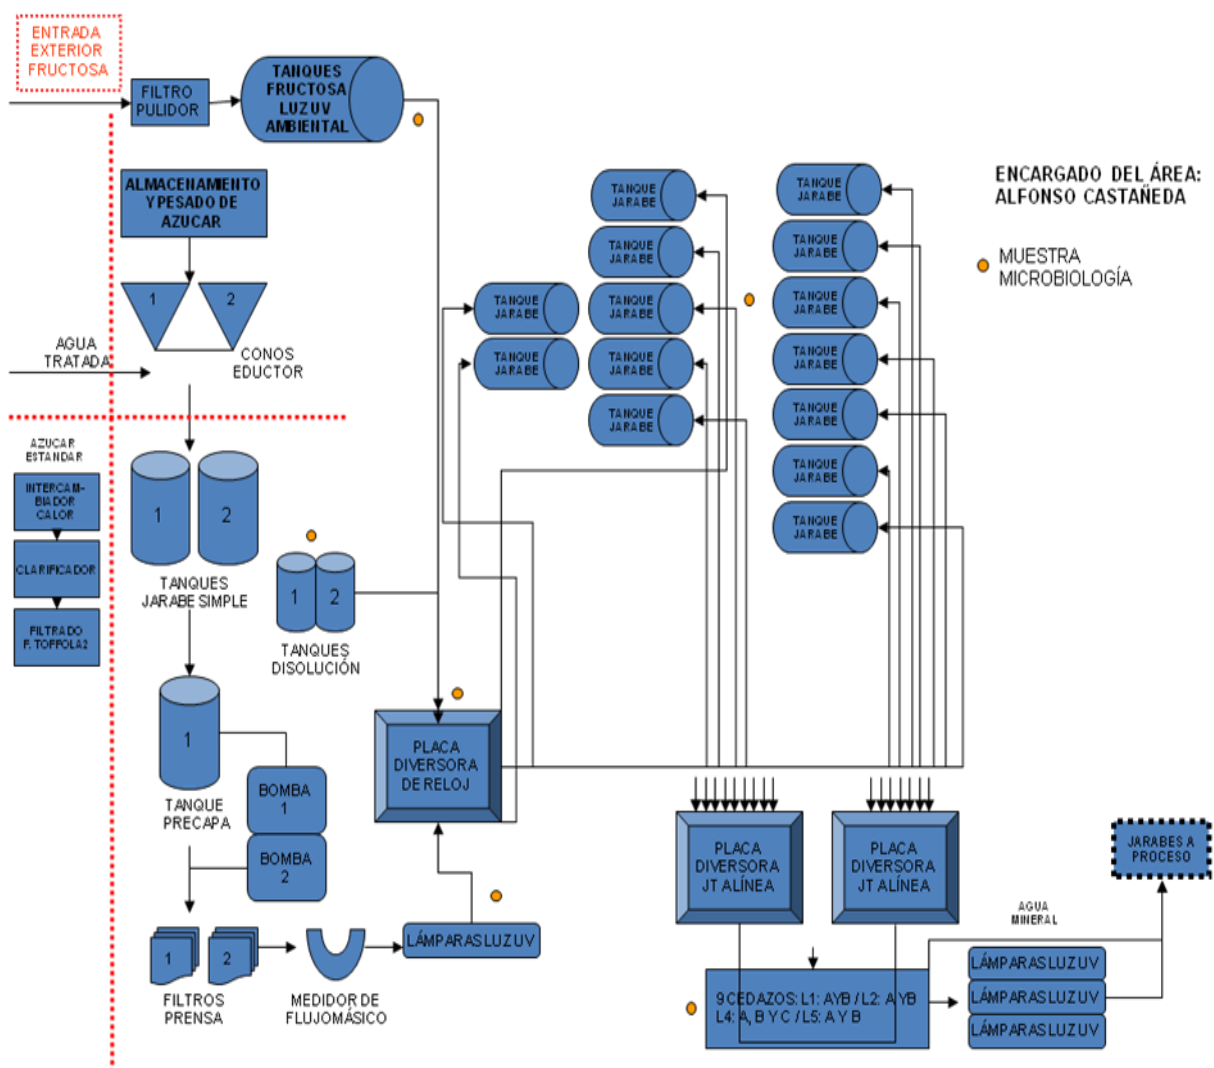 ENTRADA
EXTERIOR
FRUCTOSA
FILTRO
PULIDOR
TANQUES
FRUCTOSA
LUZ UV
AMBIENTAL
ALMACENAMIENTO
Y PESADO DE
AZUCAR
1
2
AGUA
TRATADA
CONOS
EDUCTOR
AZUCAR
ESTANDAR
INTERCAM-
BIADOR
CALOR
CLARIFICADOR
FILTRADO
F. TOFFOLA2
1
2
TANQUES
JARABE SIMPLE
1
2
TANQUES
DISOLUCIÓN
1
TANQUE
PRECAPA
BOMBA
1
BOMBA
2
1
2
FILTROS
PRENSA
MEDIDOR DE
FLUJO MÁSICO
LÁMPARAS LUZ UV
PLACA
DIVERSORA
DE RELOJ
TANQUE
JARABE
TANQUE
JARABE
TANQUE
JARABE
TANQUE
JARABE
TANQUE
JARABE
TANQUE
JARABE
TANQUE
JARABE
TANQUE
JARABE
TANQUE
JARABE
TANQUE
JARABE
TANQUE
JARABE
TANQUE
JARABE
TANQUE
JARABE
TANQUE
JARABE
ENCARGADO DEL ÁREA:
ALFONSO CASTAÑEDA
MUESTRA
MICROBIOLOGÍA
PLACA
DIVERSORA
JT A LÍNEA
PLACA
DIVERSORA
JT A LÍNEA
JARABES A
PROCESO
AGUA
MINERAL
9 CEDAZOS: L1: A Y B / L2: A Y B
L4: A, B Y C / L5: A Y B
LÁMPARAS LUZ UV
LÁMPARAS LUZ UV
LÁMPARAS LUZ UV